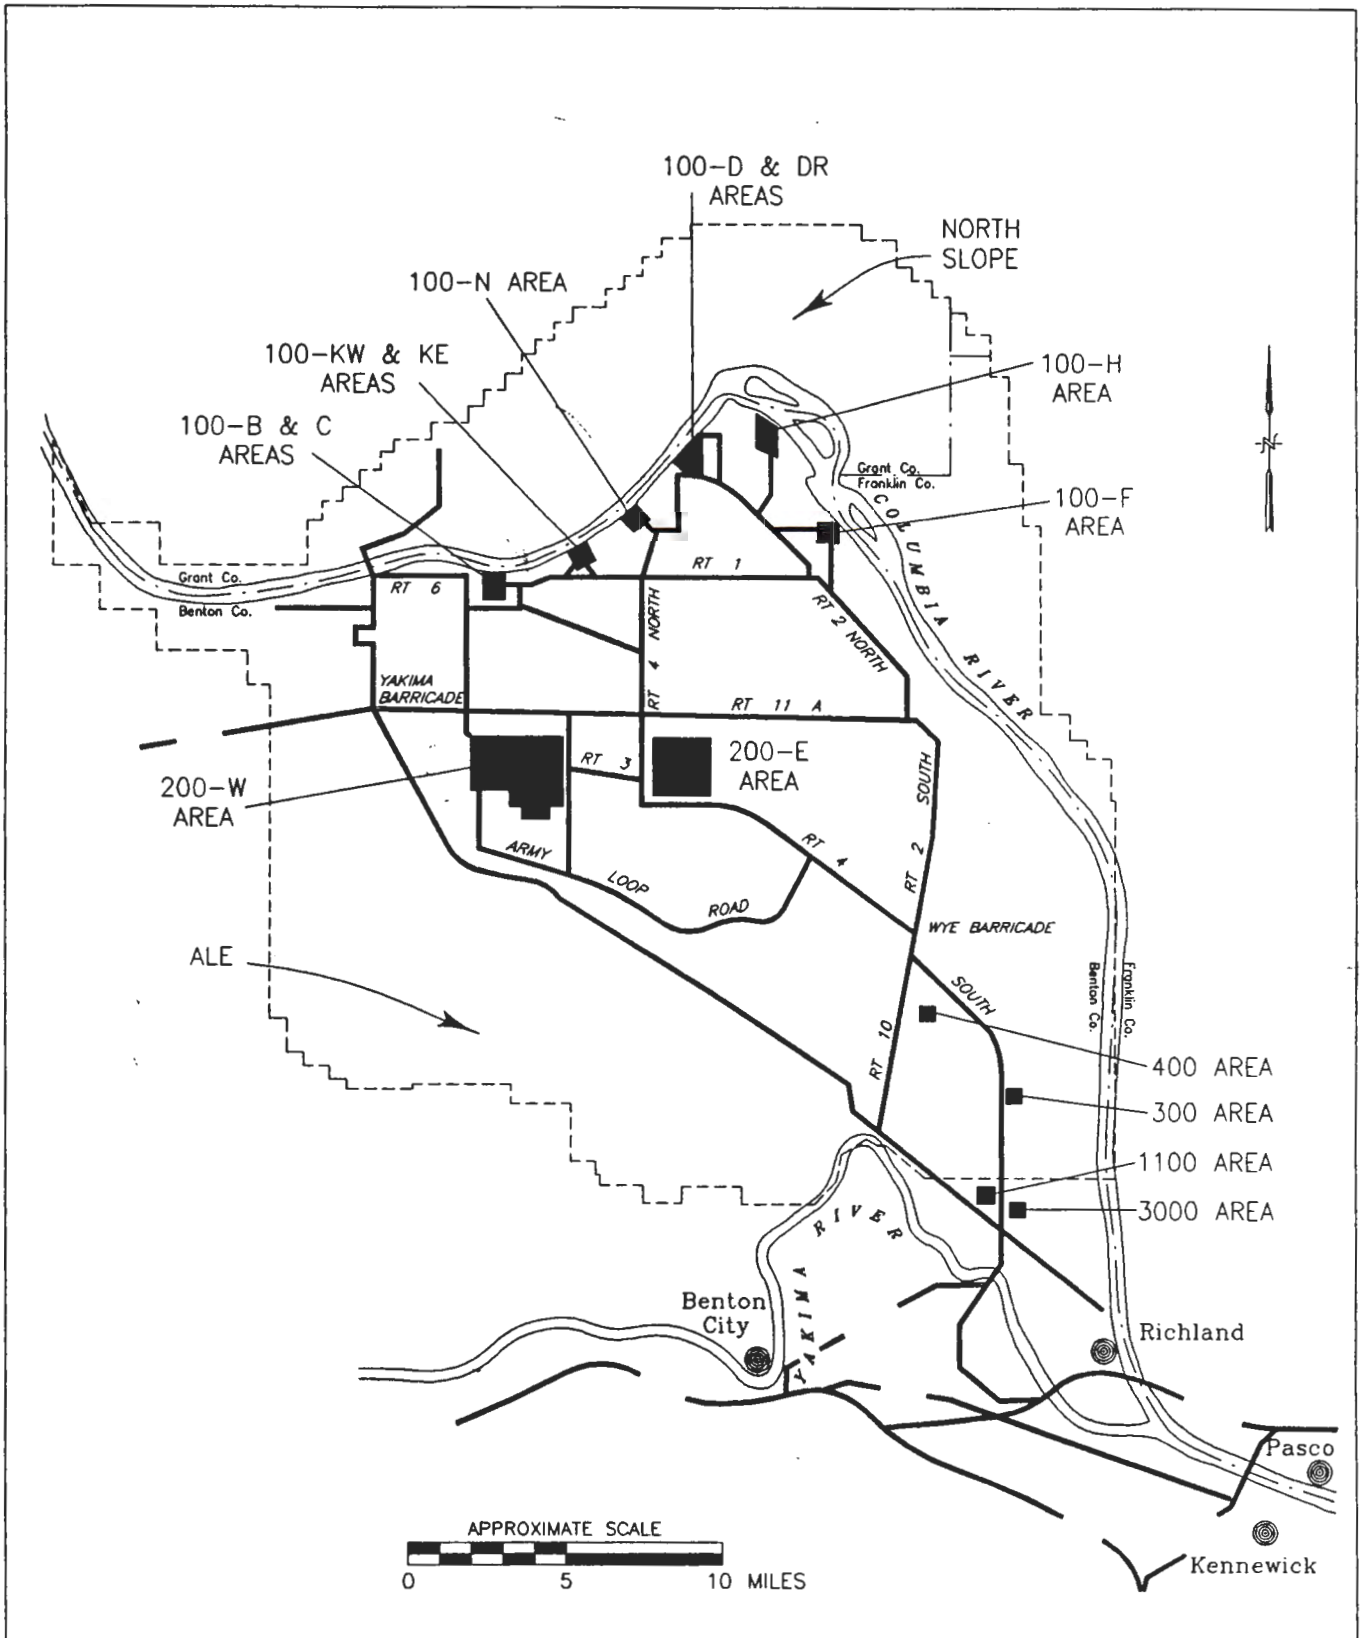 100-D & DR
AREAS
NORTH
SLOPE
100-N AREA
100-KW & KE
AREAS
100-H
AREA
100-B & C
AREAS
Grant Co.
Franklin Co.
100-F
AREA
COLUMBIA RIVER
Grant Co.
Benton Co.
RT 6
RT 1
RT 2 NORTH
RT 4 NORTH
YAKIMA
BARRICADE
RT 11 A
200-W
AREA
RT 3
200-E
AREA
RT 2 SOUTH
ARMY LOOP ROAD
RT 4
WYE BARRICADE
SOUTH
ALE
Benton Co.
Franklin Co.
RT 10
400 AREA
300 AREA
1100 AREA
3000 AREA
YAKIMA RIVER
Benton
City
Richland
Pasco
Kennewick
APPROXIMATE SCALE
0 5 10 MILES